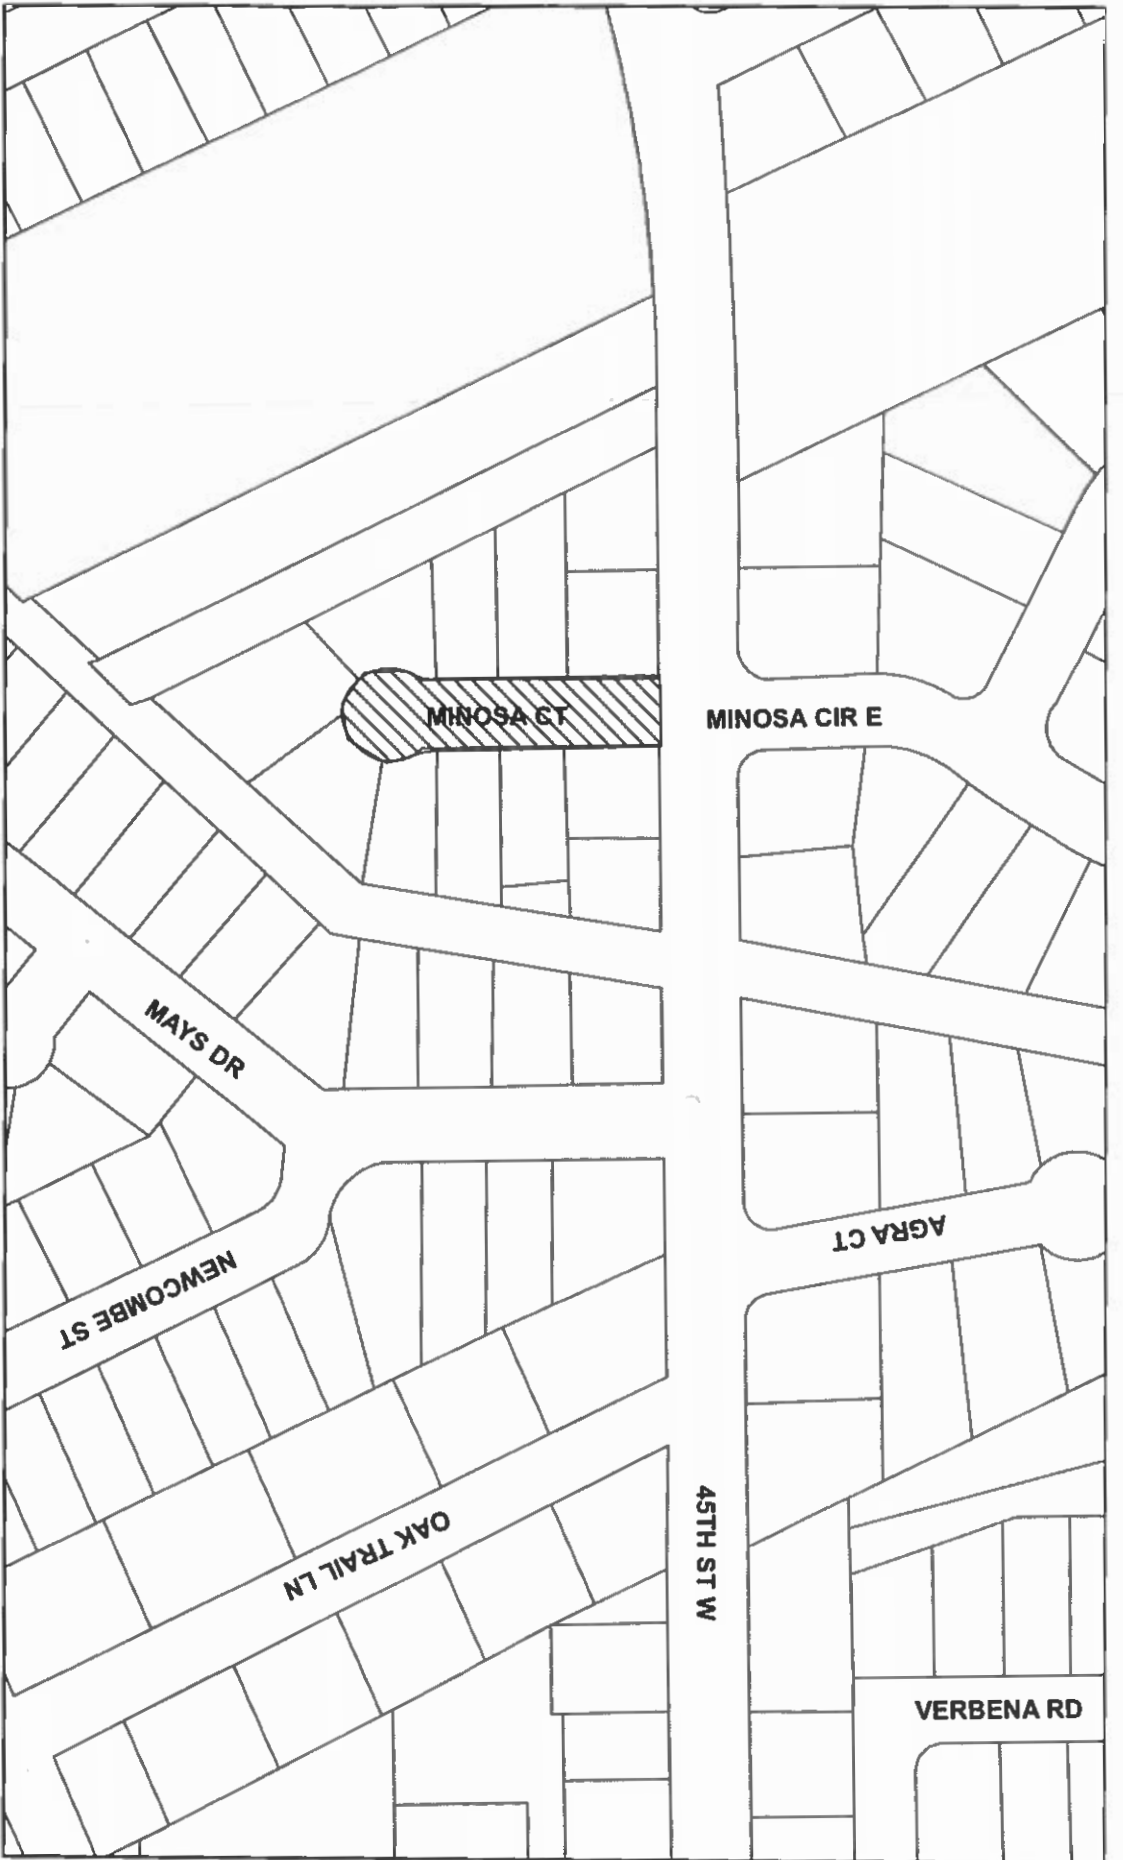 MINOSA CT
MINOSA CIR E
MAYS DR
AGRA CT
NEWCOMBE ST
OAK TRAIL LN
45TH ST W
VERBENA RD